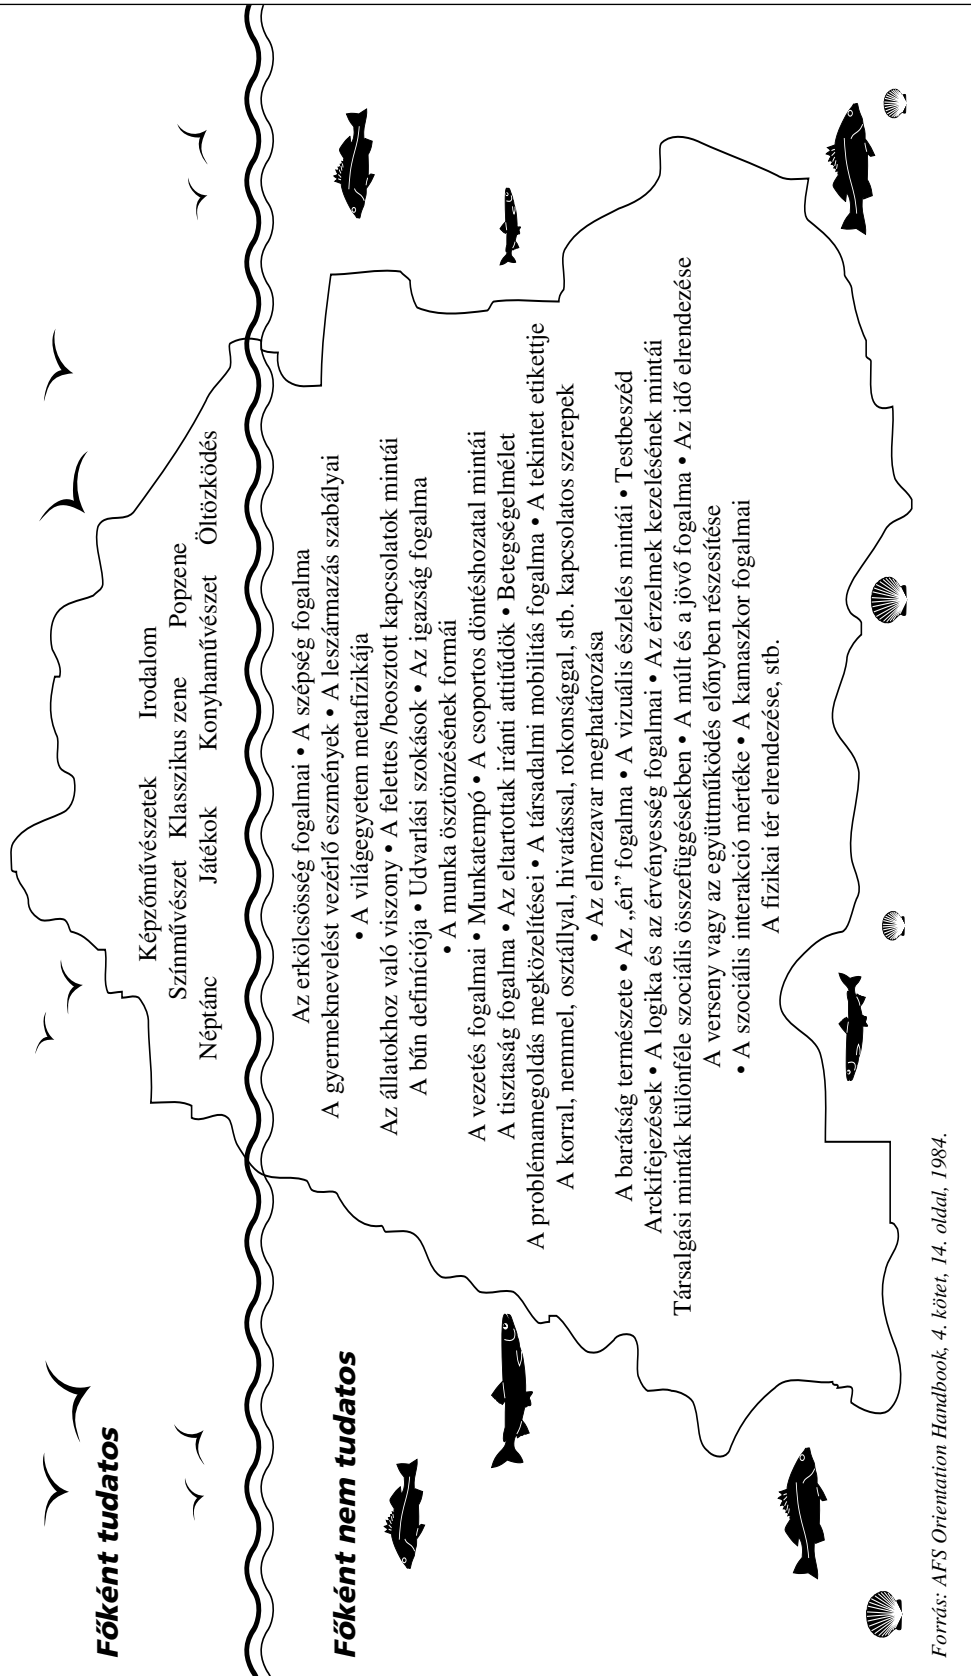 Főként tudatos
Képzőművészetek Irodalom
Színművészet Klasszikus zene Popzene
Néptánc Játékok Konyhaművészet Öltözködés
Főként nem tudatos
Az erkölcsösség fogalmai • A szépség fogalma
A gyermeknevelést vezérlő eszmények • A leszármazás szabályai
• A világegyetem metafizikája
Az állatokhoz való viszony • A felettes /beosztott kapcsolatok mintái
A bűn definíciója • Udvarlási szokások • Az igazság fogalma
• A munka ösztönzésének formái
A vezetés fogalmai • Munkatempó • A csoportos döntéshozatal mintái
A tisztaság fogalma • Az eltartottak iránti attitűdök • Betegségelmélet
A problémamegoldás megközelítései • A társadalmi mobilitás fogalma • A tekintet etikettje
A korral, nemmel, osztállyal, hivatással, rokonsággal, stb. kapcsolatos szerepek
• Az elmezavar meghatározása
A barátság természete • Az „én” fogalma • A vizuális észlelés mintái • Testbeszéd
Arckifejezések • A logika és az érvényesség fogalmai • Az érzelmek kezelésének mintái
Társalgási minták különféle szociális összefüggésekben • A múlt és a jövő fogalma • Az idő elrendezése
A verseny vagy az együttműködés előnyben részesítése
• A szociális interakció mértéke • A kamaszkor fogalmai
A fizikai tér elrendezése, stb.
Forrás: AFS Orientation Handbook, 4. kötet, 14. oldal, 1984.